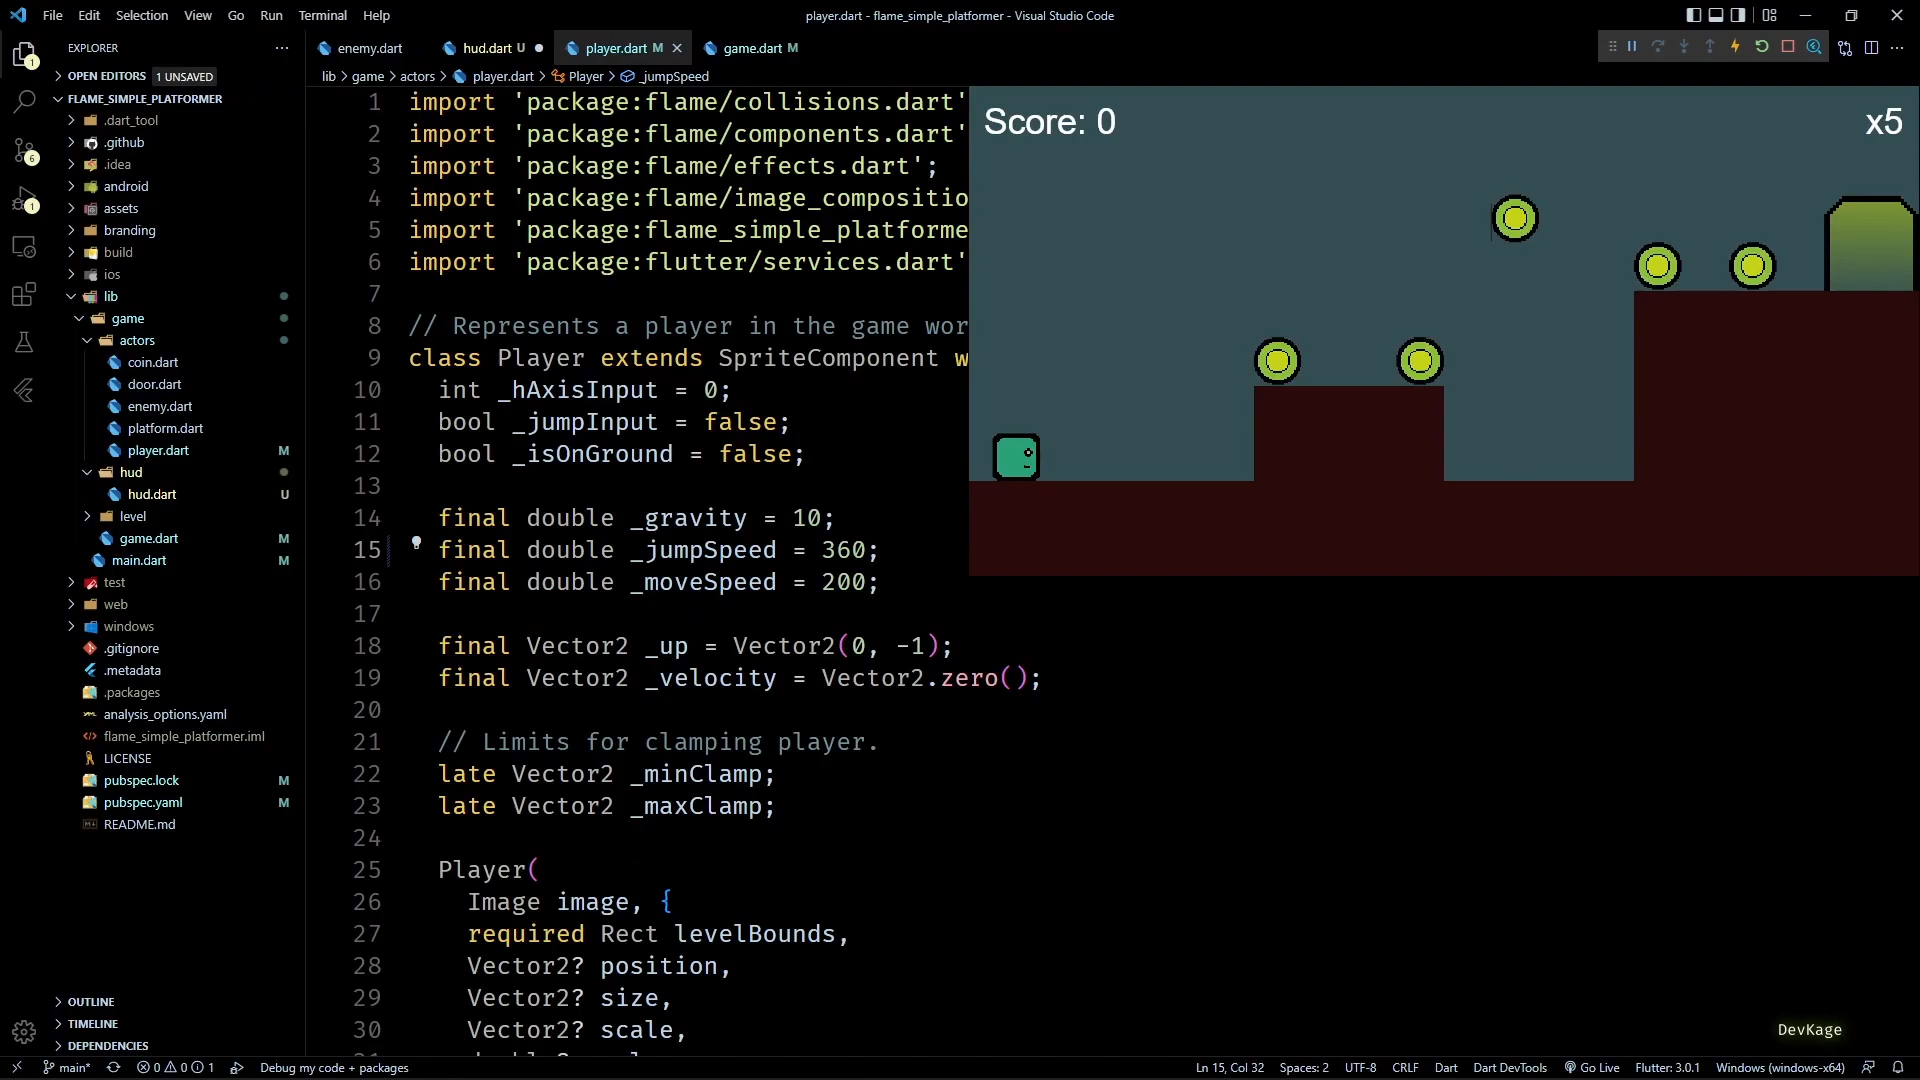 File Edit Selection View Go Run Terminal Help
player.dart - flame_simple_platformer - Visual Studio Code
EXPLORER
enemy.dart
hud.dart U
player.dart M
game.dart M
lib > game > actors > player.dart > Player > _jumpSpeed
OPEN EDITORS 1 UNSAVED
FLAME_SIMPLE_PLATFORMER
.dart_tool
.github
.idea
android
assets
branding
build
ios
lib
game
actors
coin.dart
door.dart
enemy.dart
platform.dart
player.dart M
hud
hud.dart U
level
game.dart M
main.dart M
test
web
windows
.gitignore
.metadata
.packages
analysis_options.yaml
flame_simple_platformer.iml
LICENSE
pubspec.lock M
pubspec.yaml M
README.md
OUTLINE
TIMELINE
DEPENDENCIES
1 import 'package:flame/collisions.dart'
2 import 'package:flame/components.dart'
3 import 'package:flame/effects.dart';
4 import 'package:flame/image_compositio
5 import 'package:flame_simple_platforme
6 import 'package:flutter/services.dart'
7
8 // Represents a player in the game wor
9 class Player extends SpriteComponent w
10 int _hAxisInput = 0;
11 bool _jumpInput = false;
12 bool _isOnGround = false;
13
14 final double _gravity = 10;
15 final double _jumpSpeed = 360;
16 final double _moveSpeed = 200;
17
18 final Vector2 _up = Vector2(0, -1);
19 final Vector2 _velocity = Vector2.zero();
20
21 // Limits for clamping player.
22 late Vector2 _minClamp;
23 late Vector2 _maxClamp;
24
25 Player(
26 Image image, {
27 required Rect levelBounds,
28 Vector2? position,
29 Vector2? size,
30 Vector2? scale,
Score: 0
x5
DevKage
1
6
1
main* 0 0 1 Debug my code + packages
Ln 15, Col 32 Spaces: 2 UTF-8 CRLF Dart Dart DevTools Go Live Flutter: 3.0.1 Windows (windows-x64)